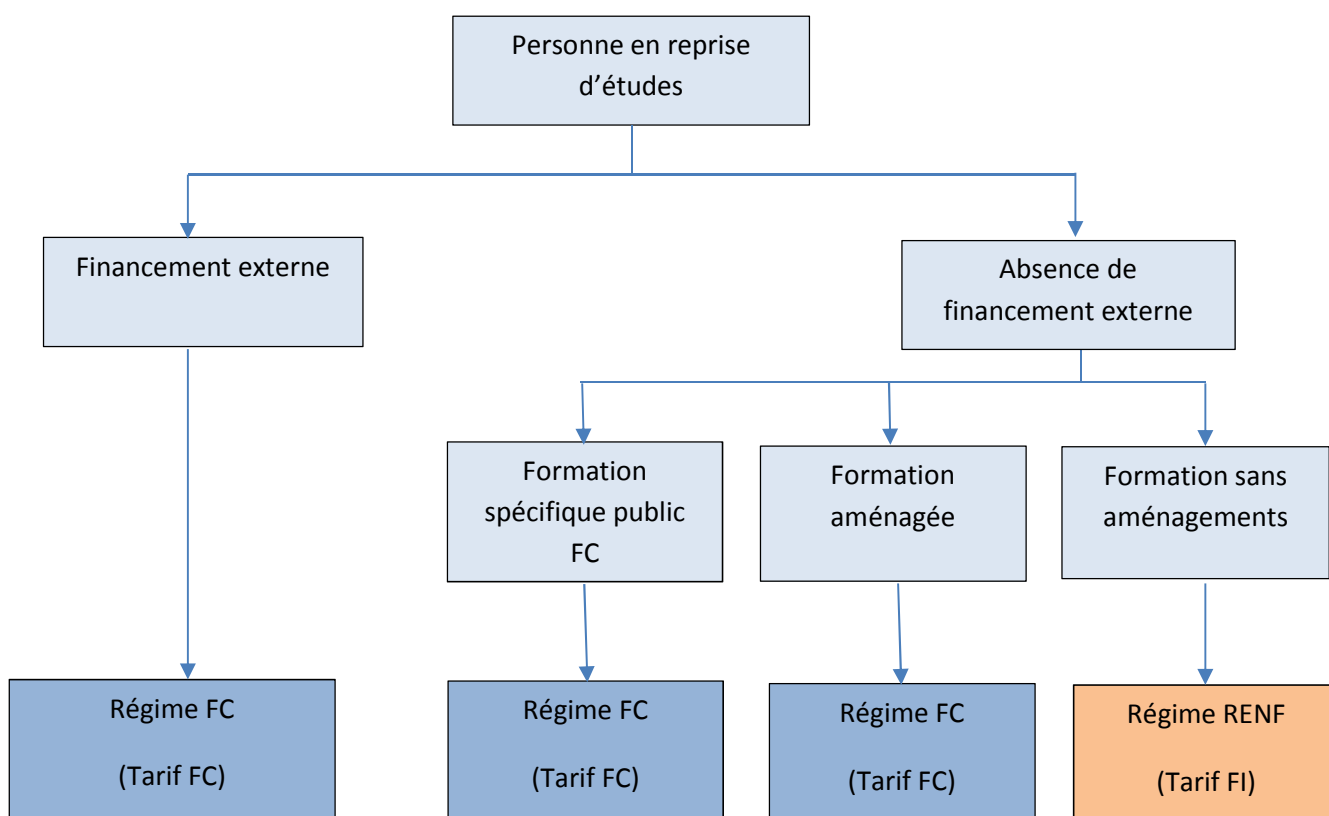 Personne en reprise
d’études
Financement externe
Absence de
financement externe
Formation
spécifique public
FC
Formation
aménagée
Formation sans
aménagements
Régime FC
(Tarif FC)
Régime FC
(Tarif FC)
Régime FC
(Tarif FC)
Régime RENF
(Tarif FI)